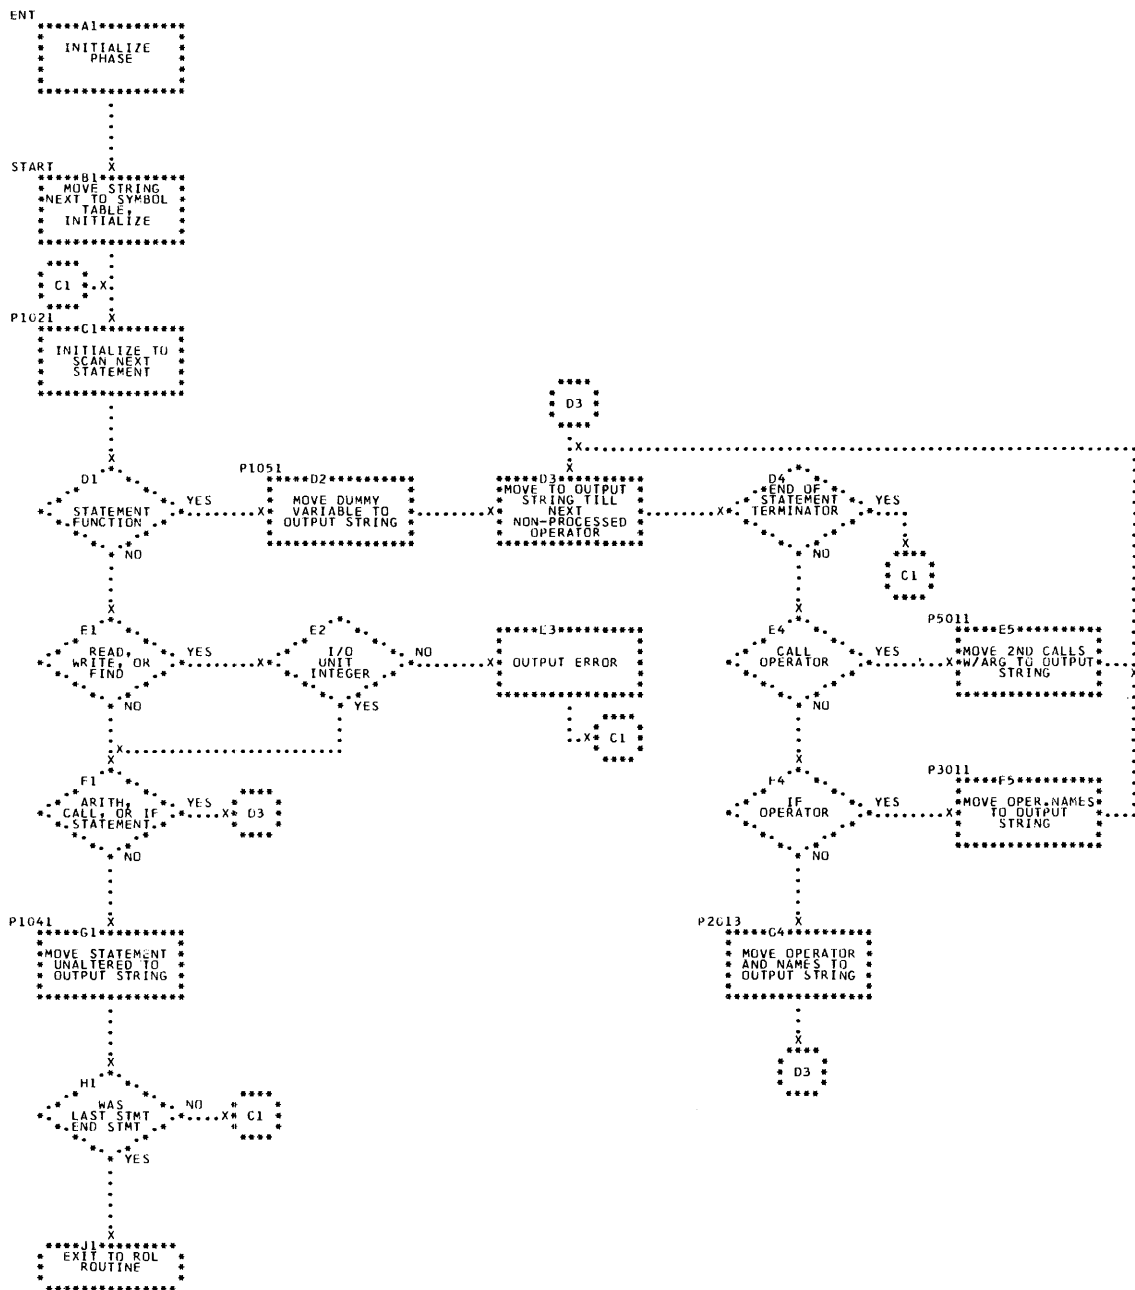 ENT
A1
INITIALIZE
PHASE
START
B1
MOVE STRING
NEXT TO SYMBOL
TABLE,
INITIALIZE
C1
P1021
C1
INITIALIZE TO
SCAN NEXT
STATEMENT
D1
STATEMENT
FUNCTION
YES
NO
P1051
D2
MOVE DUMMY
VARIABLE TO
OUTPUT STRING
D3
D3
MOVE TO OUTPUT
STRING TILL
NEXT
NON-PROCESSED
OPERATOR
D4
END OF
STATEMENT
TERMINATOR
YES
NO
C1
E1
READ,
WRITE, OR
FIND
YES
NO
E2
I/O
UNIT
INTEGER
NO
YES
E3
OUTPUT ERROR
C1
E4
CALL
OPERATOR
YES
NO
P5011
E5
MOVE 2ND CALLS
W/ARG TO OUTPUT
STRING
F1
ARITH,
CALL, OR IF
STATEMENT
YES
NO
D3
F4
IF
OPERATOR
YES
NO
P3011
F5
MOVE OPER.NAMES
TO OUTPUT
STRING
P1041
G1
MOVE STATEMENT
UNALTERED TO
OUTPUT STRING
P2013
G4
MOVE OPERATOR
AND NAMES TO
OUTPUT STRING
D3
H1
WAS
LAST STMT
END STMT
NO
YES
C1
J1
EXIT TO ROL
ROUTINE